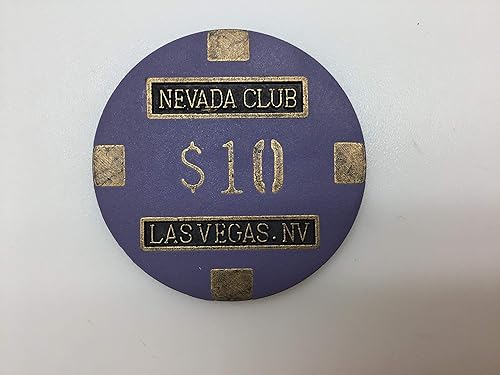 NEVADA CLUB
$10
LAS VEGAS. NV